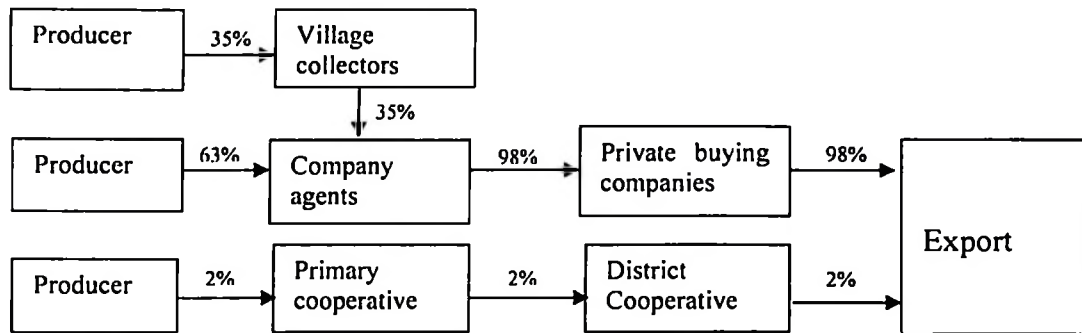 Producer
35%
Village
collectors
35%
Producer
63%
Company
agents
98%
Private buying
companies
98%
Export
Producer
2%
Primary
cooperative
2%
District
Cooperative
2%